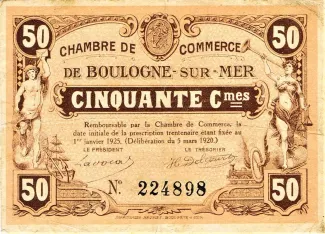 50 50
CHAMBRE DE COMMERCE
DE BOULOGNE-SUR-MER
CINQUANTE Cmes
Remboursable par la Chambre de Commerce, la
date initiale de la prescription trentenaire étant fixée au
1er janvier 1925. (Délibération du 5 mars 1920.)
LE PRÉSIDENT LE TRÉSORIER
50 No. 224898 50